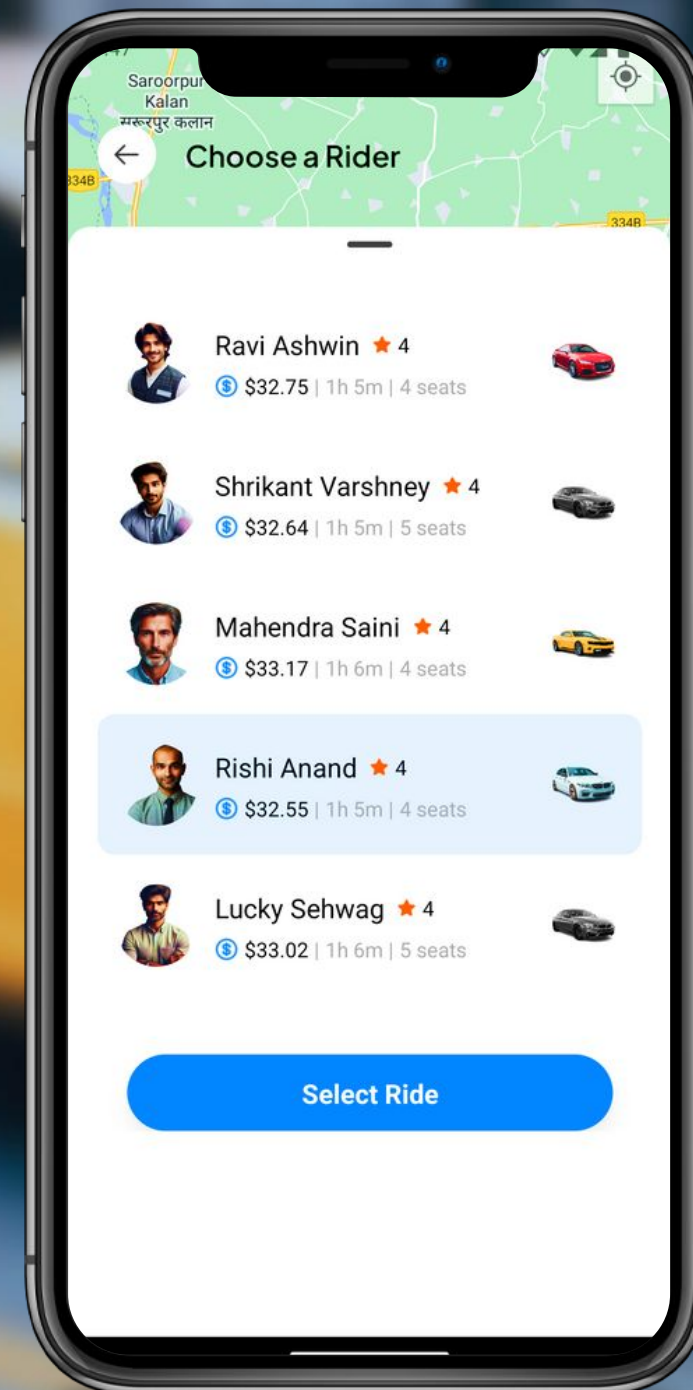 Saroorpur
Kalan
सरूरपुर कलां
334B
Choose a Rider
334B
Ravi Ashwin 4
$ $32.75 | 1h 5m | 4 seats
Shrikant Varshney 4
$ $32.64 | 1h 5m | 5 seats
Mahendra Saini 4
$ $33.17 | 1h 6m | 4 seats
Rishi Anand 4
$ $32.55 | 1h 5m | 4 seats
Lucky Sehwag 4
$ $33.02 | 1h 6m | 5 seats
Select Ride